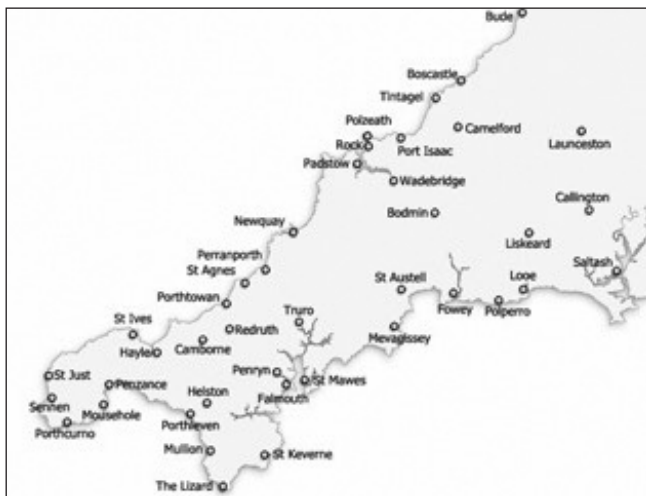 Bude
Boscastle
Tintagel
Polzeath
Camelford
Launceston
Rock
Port Isaac
Padstow
Wadebridge
Callington
Bodmin
Newquay
Liskeard
Perranporth
Saltash
St Agnes
St Austell
Looe
Porthtowan
Fowey
Polperro
Truro
St Ives
Redruth
Mevagissey
Hayle
Camborne
St Just
Penzance
Penryn
St Mawes
Sennen
Mousehole
Helston
Falmouth
Porthcurno
Porthleven
Mullion
St Keverne
The Lizard